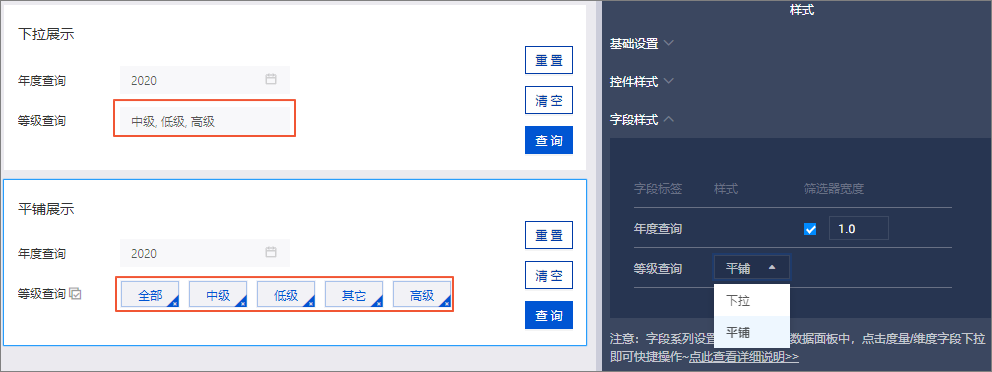 下拉展示
年度查询
2020
等级查询
中级, 低级, 高级
重 置
清 空
查 询
平铺展示
年度查询
2020
等级查询
全部
中级
低级
其它
高级
重 置
清 空
查 询
样式
基础设置
控件样式
字段样式
字段标签 样式 筛选器宽度
年度查询 1.0
等级查询 平铺
下拉
平铺
注意：字段系列设置 数据面板中，点击度量/维度字段下拉
即可快捷操作~点此查看详细说明>>